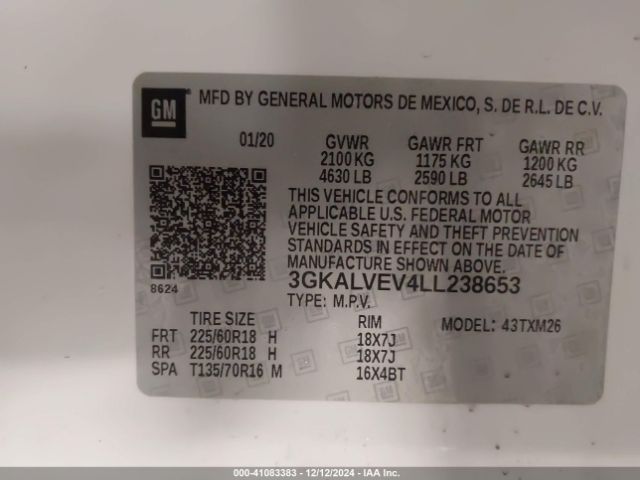 GM
MFD BY GENERAL MOTORS DE MEXICO, S. DE R.L. DE C.V.
01/20 GVWR GAWR FRT GAWR RR
2100 KG 1175 KG 1200 KG
4630 LB 2590 LB 2645 LB
THIS VEHICLE CONFORMS TO ALL
APPLICABLE U.S. FEDERAL MOTOR
VEHICLE SAFETY AND THEFT PREVENTION
STANDARDS IN EFFECT ON THE DATE OF
MANUFACTURE SHOWN ABOVE.
8624
3GKALVEV4LL238653
TYPE: M.P.V.
TIRE SIZE RIM MODEL: 43TXM26
FRT 225/60R18 H 18X7J
RR 225/60R18 H 18X7J
SPA T135/70R16 M 16X4BT
000-41083383 - 12/12/2024 - IAA Inc.